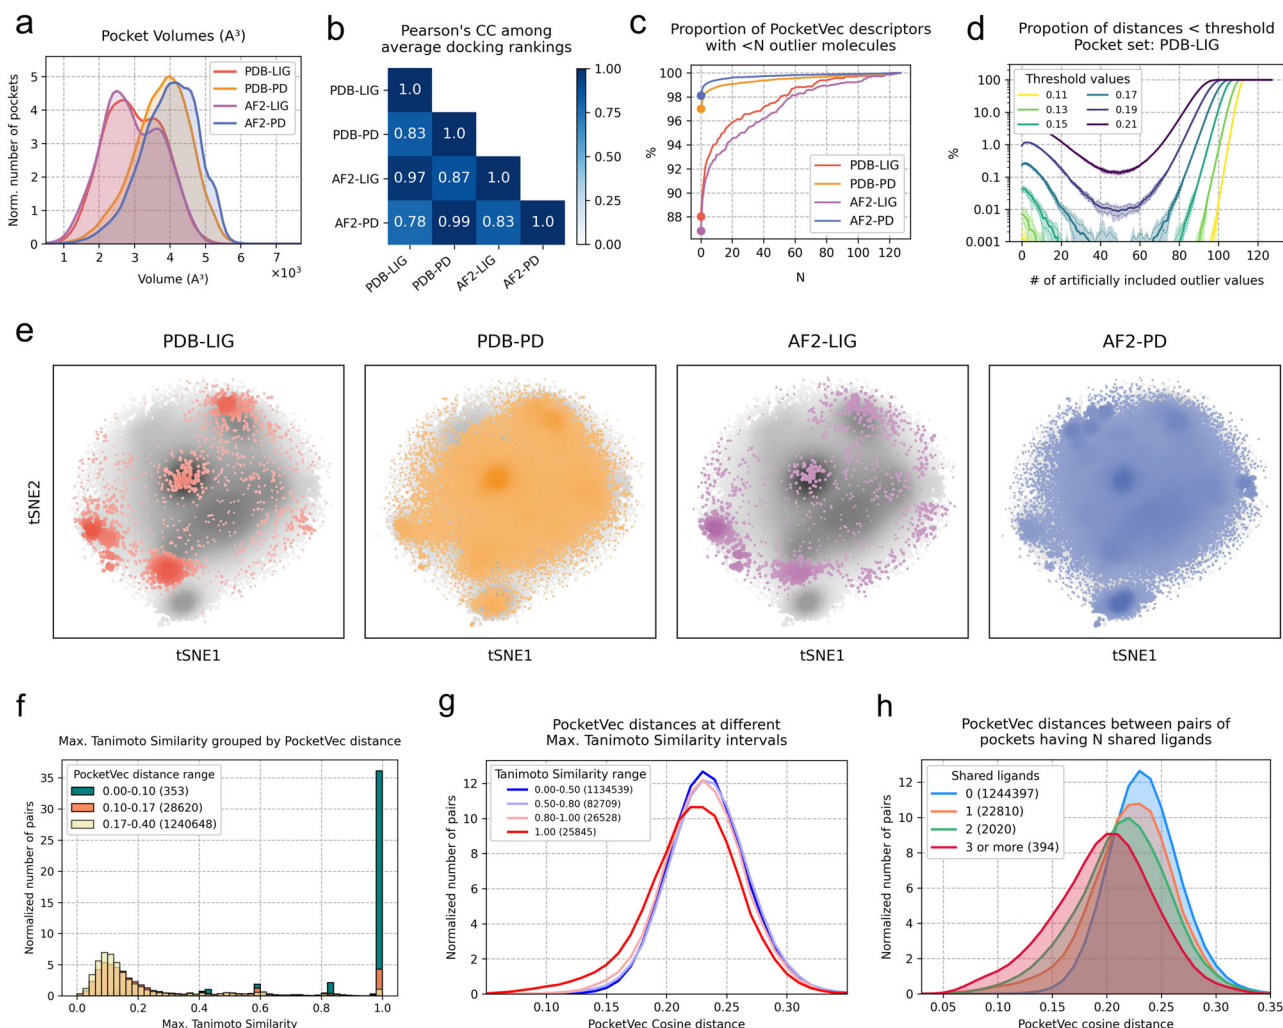 a
Pocket Volumes (A³)
Norm. number of pockets
5
4
3
2
1
0
PDB-LIG
PDB-PD
AF2-LIG
AF2-PD
1 2 3 4 5 6 7
×10³
Volume (A³)
b
Pearson's CC among
average docking rankings
PDB-LIG 1.0
PDB-PD 0.83 1.0
AF2-LIG 0.97 0.87 1.0
AF2-PD 0.78 0.99 0.83 1.0
PDB-LIG PDB-PD AF2-LIG AF2-PD
1.00
0.75
0.50
0.25
0.00
c
Proportion of PocketVec descriptors
with <N outlier molecules
%
100
98
96
94
92
90
88
PDB-LIG
PDB-PD
AF2-LIG
AF2-PD
0 20 40 60 80 100 120
N
d
Propotion of distances < threshold
Pocket set: PDB-LIG
%
100
10.0
1.0
0.1
0.01
0.001
Threshold values
0.11 0.17
0.13 0.19
0.15 0.21
0 20 40 60 80 100 120
# of artificially included outlier values
e
PDB-LIG PDB-PD AF2-LIG AF2-PD
tSNE2
tSNE1 tSNE1 tSNE1 tSNE1
f
Max. Tanimoto Similarity grouped by PocketVec distance
Normalized number of pairs
35
30
25
20
15
10
5
0
PocketVec distance range
0.00-0.10 (353)
0.10-0.17 (28620)
0.17-0.40 (1240648)
0.0 0.2 0.4 0.6 0.8 1.0
Max. Tanimoto Similarity
g
PocketVec distances at different
Max. Tanimoto Similarity intervals
Normalized number of pairs
12
10
8
6
4
2
0
Tanimoto Similarity range
0.00-0.50 (1134539)
0.50-0.80 (82709)
0.80-1.00 (26528)
1.00 (25845)
0.10 0.15 0.20 0.25 0.30
PocketVec Cosine distance
h
PocketVec distances between pairs of
pockets having N shared ligands
Normalized number of pairs
12
10
8
6
4
2
0
Shared ligands
0 (1244397)
1 (22810)
2 (2020)
3 or more (394)
0.05 0.10 0.15 0.20 0.25 0.30 0.35
PocketVec cosine distance